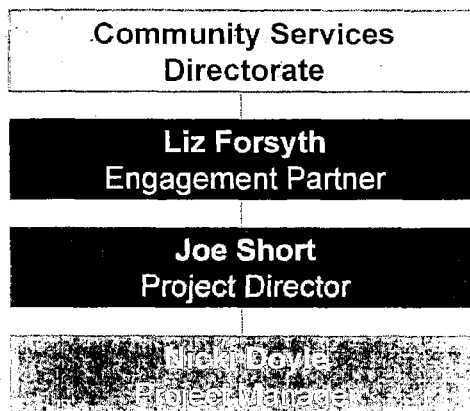 Community Services
Directorate
Liz Forsyth
Engagement Partner
Joe Short
Project Director
Nicki Doyle
Project Manager